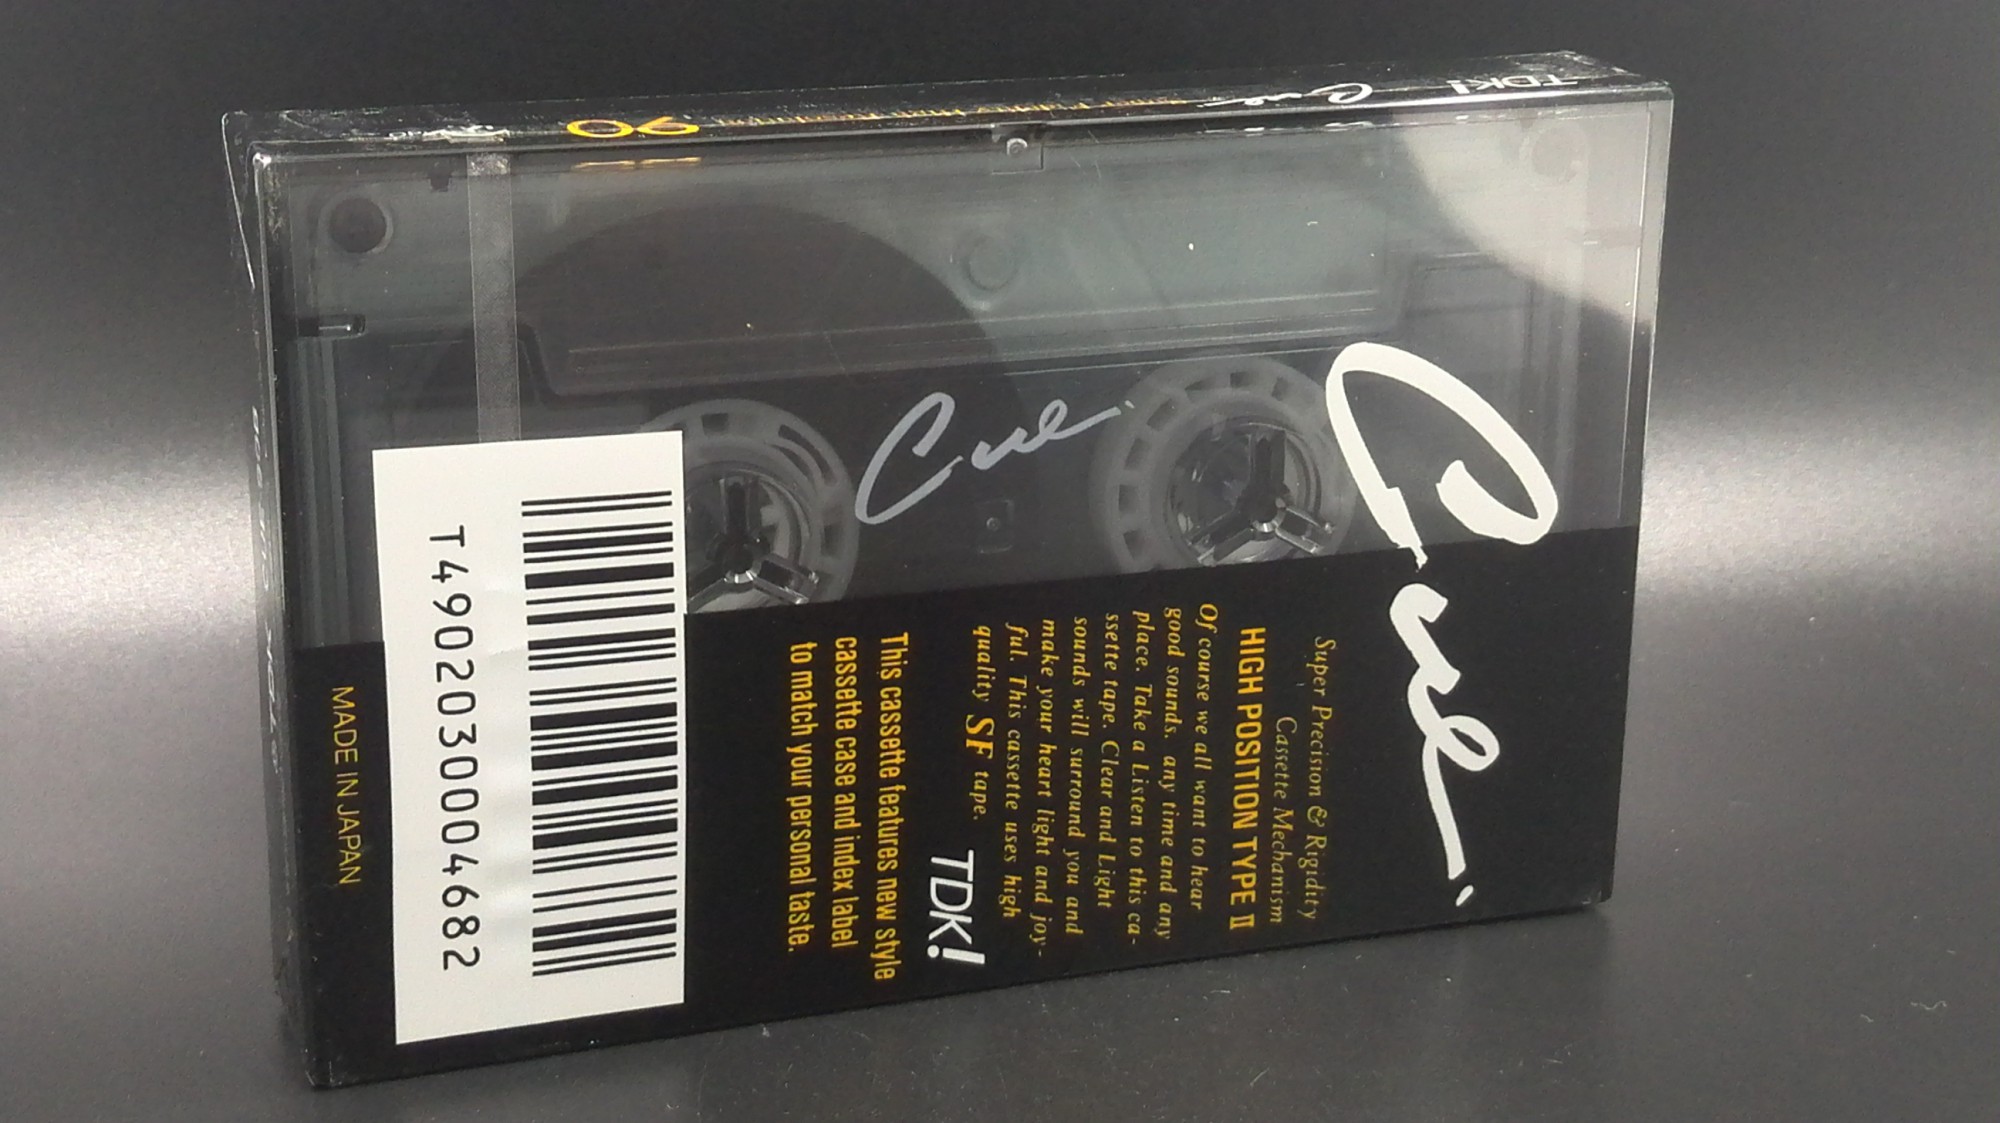 TDK! Cue 90
Cue
Cue
Super Precision & Rigidity
Cassette Mechanism
HIGH POSITION TYPE II
Of course we all want to hear
good sounds, any time and any
place. Take a Listen to this ca-
ssette tape. Clear and Light
sounds will surround you and
make your heart light and joy-
ful. This cassette uses high
quality SF tape.
TDK!
This cassette features new style
cassette case and index label
to match your personal taste.
T4902030004682
MADE IN JAPAN